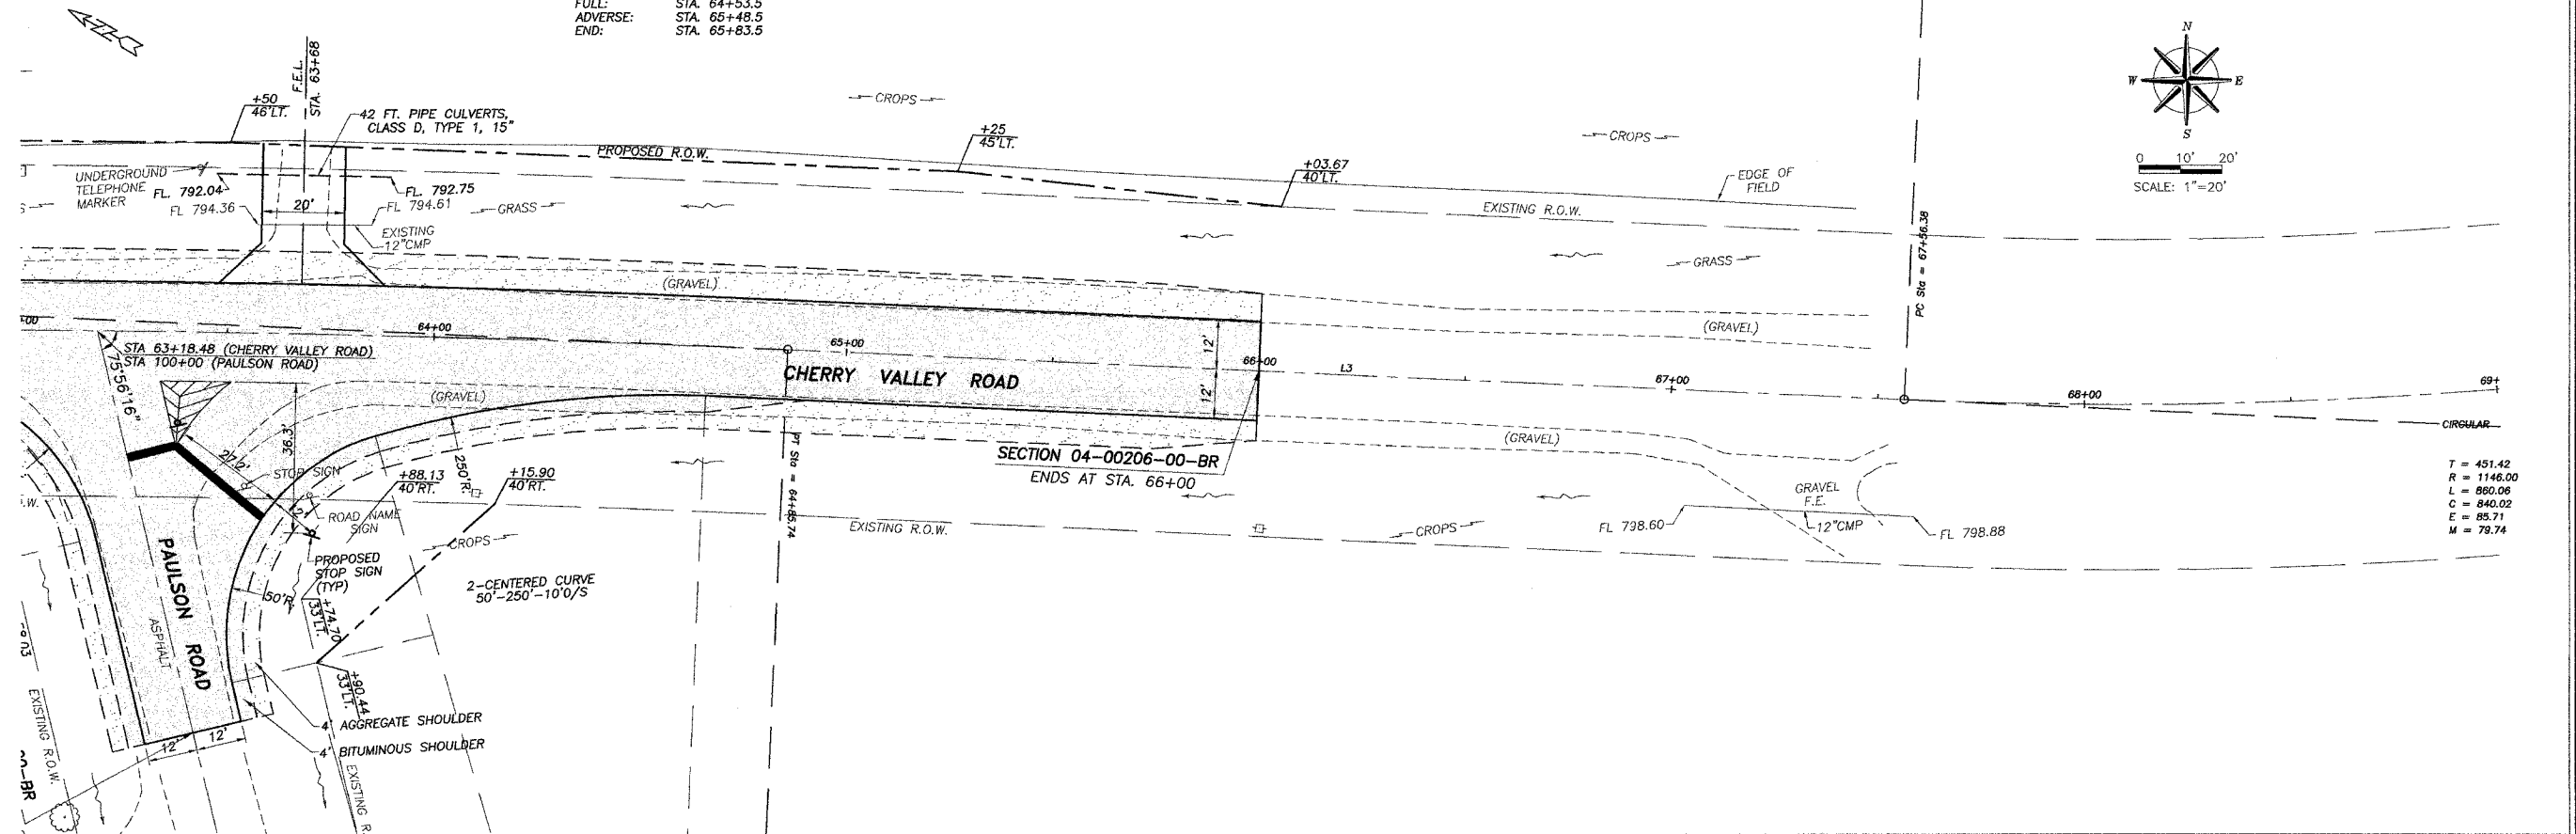 FULL: STA. 64+53.5
ADVERSE: STA. 65+48.5
END: STA. 65+83.5
F.E.L.
STA. 63+68
+50
46'LT.
42 FT. PIPE CULVERTS,
CLASS D, TYPE 1, 15"
CROPS
+25
45'LT.
CROPS
N
W E
S
0 10' 20'
SCALE: 1"=20'
PROPOSED R.O.W.
+03.67
40'LT.
EDGE OF
FIELD
UNDERGROUND
TELEPHONE
MARKER
FL. 792.04
FL. 792.75
FL 794.36
20'
FL 794.61
GRASS
EXISTING
12"CMP
EXISTING R.O.W.
PC Sta = 67+56.38
GRASS
(GRAVEL)
(GRAVEL)
+00
64+00
65+00
66+00
L3
67+00
68+00
69+
STA 63+18.48 (CHERRY VALLEY ROAD)
STA 100+00 (PAULSON ROAD)
75°56'16"
CHERRY VALLEY ROAD
12'
12'
(GRAVEL)
CIRCULAR
36.3'
27.2'
STOP SIGN
250'R.
+88.13
40'RT.
+15.90
40'RT.
PT Sta = 64+85.74
SECTION 04-00206-00-BR
ENDS AT STA. 66+00
(GRAVEL)
T = 451.42
R = 1146.00
L = 860.06
C = 840.02
E = 85.71
M = 79.74
GRAVEL
F.E.
FL 798.60
12"CMP
FL 798.88
.W.
12'
ROAD NAME
SIGN
EXISTING R.O.W.
CROPS
CROPS
PROPOSED
STOP SIGN
(TYP)
2-CENTERED CURVE
50'-250'-10'O/S
50'R.
+74.70
33'LT.
PAULSON ROAD
ASPHALT
+90.44
33'LT.
EXISTING R.O.W.
4' AGGREGATE SHOULDER
4' BITUMINOUS SHOULDER
12'
12'
EXISTING R.
-BR